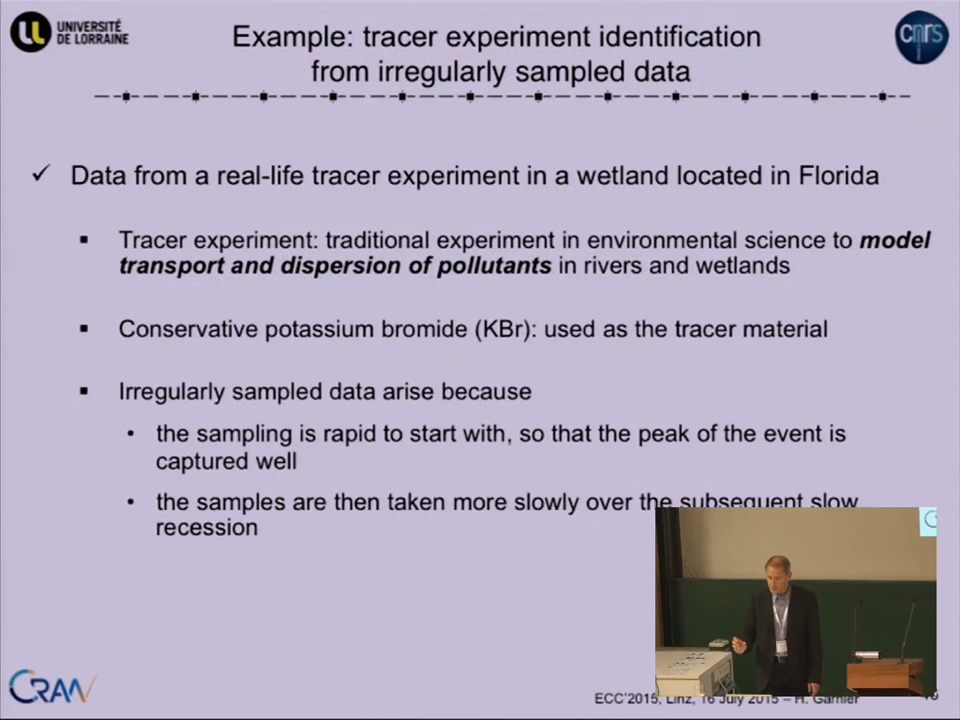 UNIVERSITÉ
DE LORRAINE
cnrs
Example: tracer experiment identification
from irregularly sampled data
Data from a real-life tracer experiment in a wetland located in Florida
Tracer experiment: traditional experiment in environmental science to model
transport and dispersion of pollutants in rivers and wetlands
Conservative potassium bromide (KBr): used as the tracer material
Irregularly sampled data arise because
the sampling is rapid to start with, so that the peak of the event is
captured well
the samples are then taken more slowly over the subsequent slow
recession
CRAN
ECC'2015, Linz, 16 July 2015 – H. Garnier